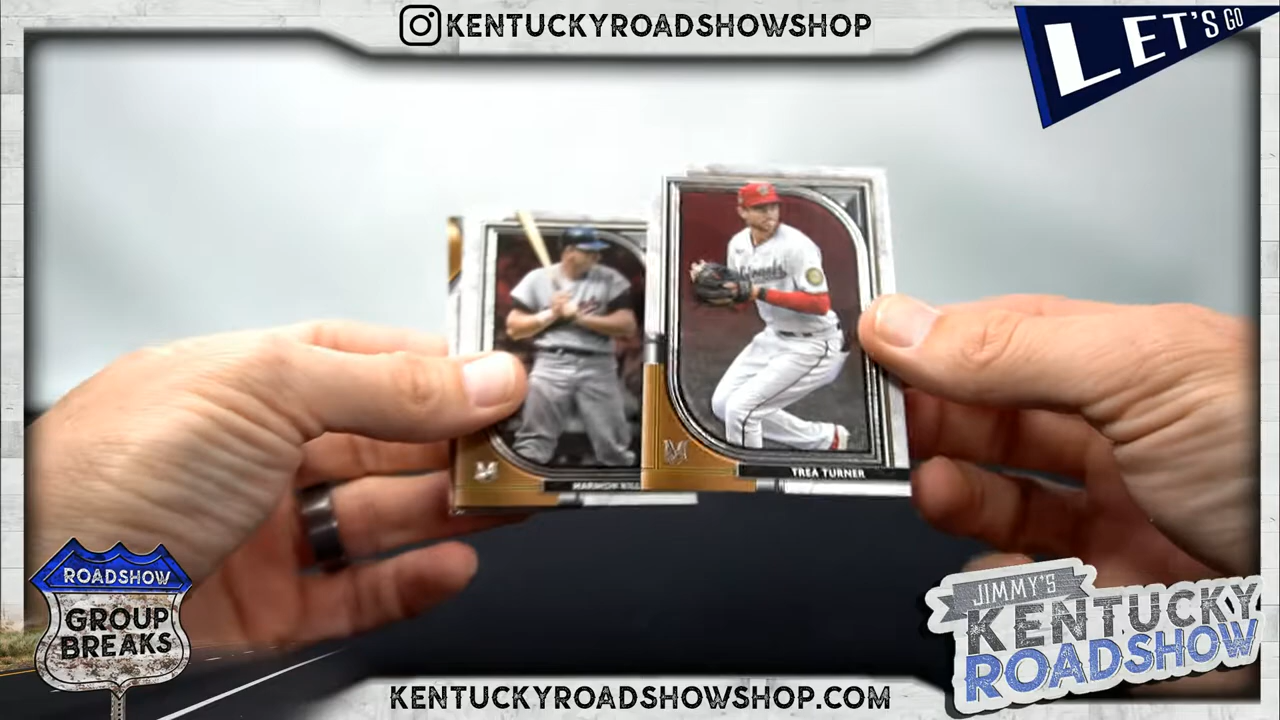 KENTUCKYROADSHOWSHOP
LET'S GO
TREA TURNER
ROADSHOW
GROUP
BREAKS
JIMMY'S
KENTUCKY
ROADSHOW
KENTUCKYROADSHOWSHOP.COM